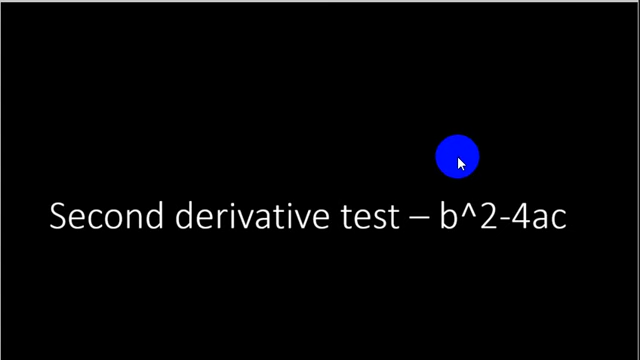 Second derivative test – b^2-4ac